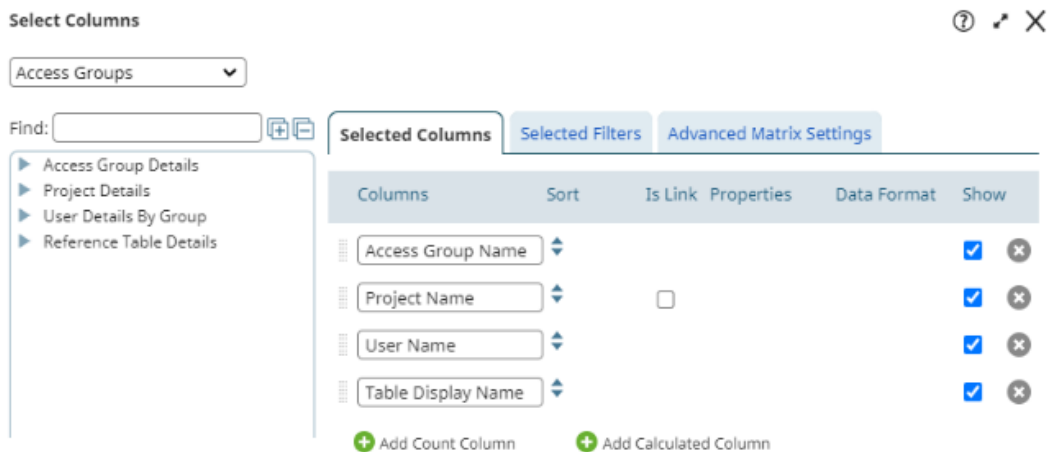 Select Columns
Access Groups
Find:
Access Group Details
Project Details
User Details By Group
Reference Table Details
Selected Columns Selected Filters Advanced Matrix Settings
Columns Sort Is Link Properties Data Format Show
Access Group Name
Project Name
User Name
Table Display Name
Add Count Column Add Calculated Column